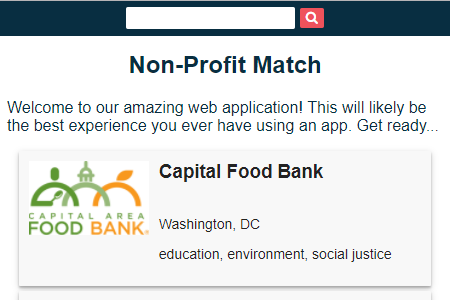 Non-Profit Match
Welcome to our amazing web application! This will likely be
the best experience you ever have using an app. Get ready...
CAPITAL AREA
FOOD BANK
Capital Food Bank
Washington, DC
education, environment, social justice